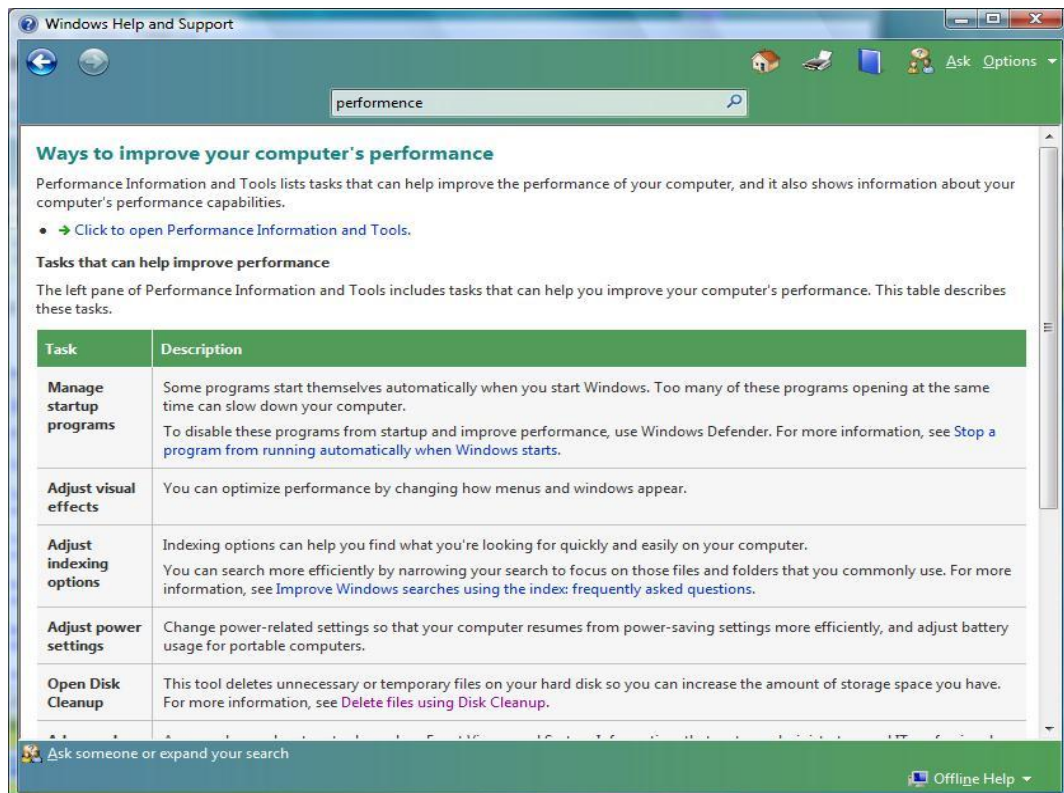 Windows Help and Support
Ask Options
performence
Ways to improve your computer's performance
Performance Information and Tools lists tasks that can help improve the performance of your computer, and it also shows information about your
computer's performance capabilities.
• → Click to open Performance Information and Tools.
Tasks that can help improve performance
The left pane of Performance Information and Tools includes tasks that can help you improve your computer's performance. This table describes
these tasks.
Task Description
Manage
startup
programs
Some programs start themselves automatically when you start Windows. Too many of these programs opening at the same
time can slow down your computer.
To disable these programs from startup and improve performance, use Windows Defender. For more information, see Stop a
program from running automatically when Windows starts.
Adjust visual
effects
You can optimize performance by changing how menus and windows appear.
Adjust
indexing
options
Indexing options can help you find what you're looking for quickly and easily on your computer.
You can search more efficiently by narrowing your search to focus on those files and folders that you commonly use. For more
information, see Improve Windows searches using the index: frequently asked questions.
Adjust power
settings
Change power-related settings so that your computer resumes from power-saving settings more efficiently, and adjust battery
usage for portable computers.
Open Disk
Cleanup
This tool deletes unnecessary or temporary files on your hard disk so you can increase the amount of storage space you have.
For more information, see Delete files using Disk Cleanup.
Ask someone or expand your search
Offline Help